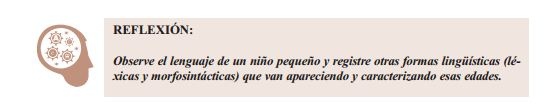 REFLEXIÓN:
Observe el lenguaje de un niño pequeño y registre otras formas lingüísticas (lé-
xicas y morfosintácticas) que van apareciendo y caracterizando esas edades.